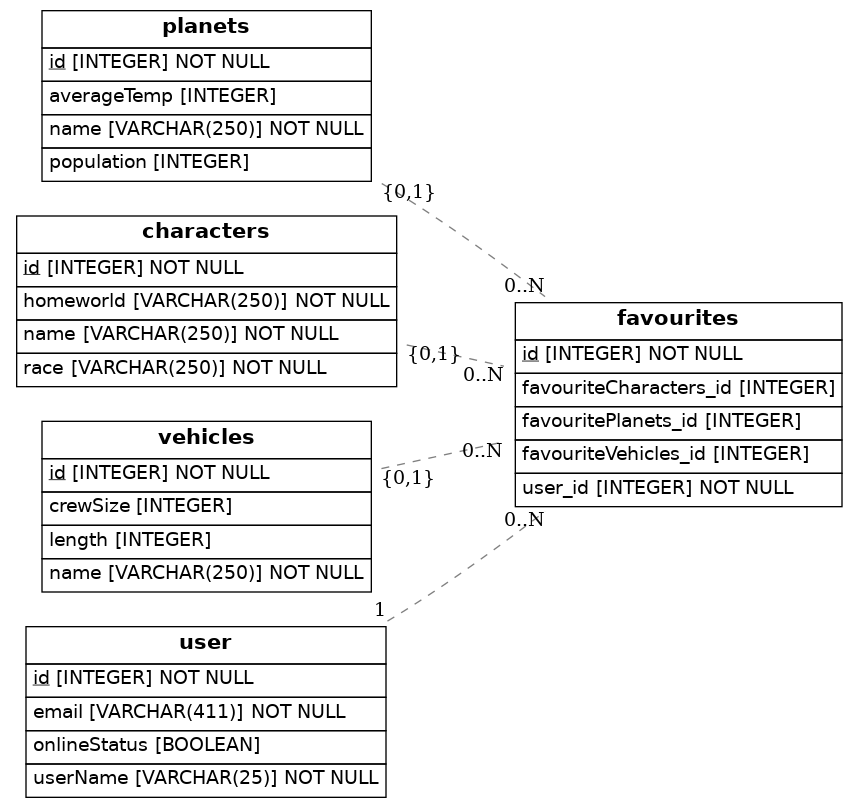 planets
id [INTEGER] NOT NULL
averageTemp [INTEGER]
name [VARCHAR(250)] NOT NULL
population [INTEGER]
{0,1}
0..N
characters
id [INTEGER] NOT NULL
homeworld [VARCHAR(250)] NOT NULL
name [VARCHAR(250)] NOT NULL
race [VARCHAR(250)] NOT NULL
{0,1}
0..N
favourites
id [INTEGER] NOT NULL
favouriteCharacters_id [INTEGER]
favouritePlanets_id [INTEGER]
favouriteVehicles_id [INTEGER]
user_id [INTEGER] NOT NULL
vehicles
id [INTEGER] NOT NULL
crewSize [INTEGER]
length [INTEGER]
name [VARCHAR(250)] NOT NULL
0..N
{0,1}
0..N
1
user
id [INTEGER] NOT NULL
email [VARCHAR(411)] NOT NULL
onlineStatus [BOOLEAN]
userName [VARCHAR(25)] NOT NULL